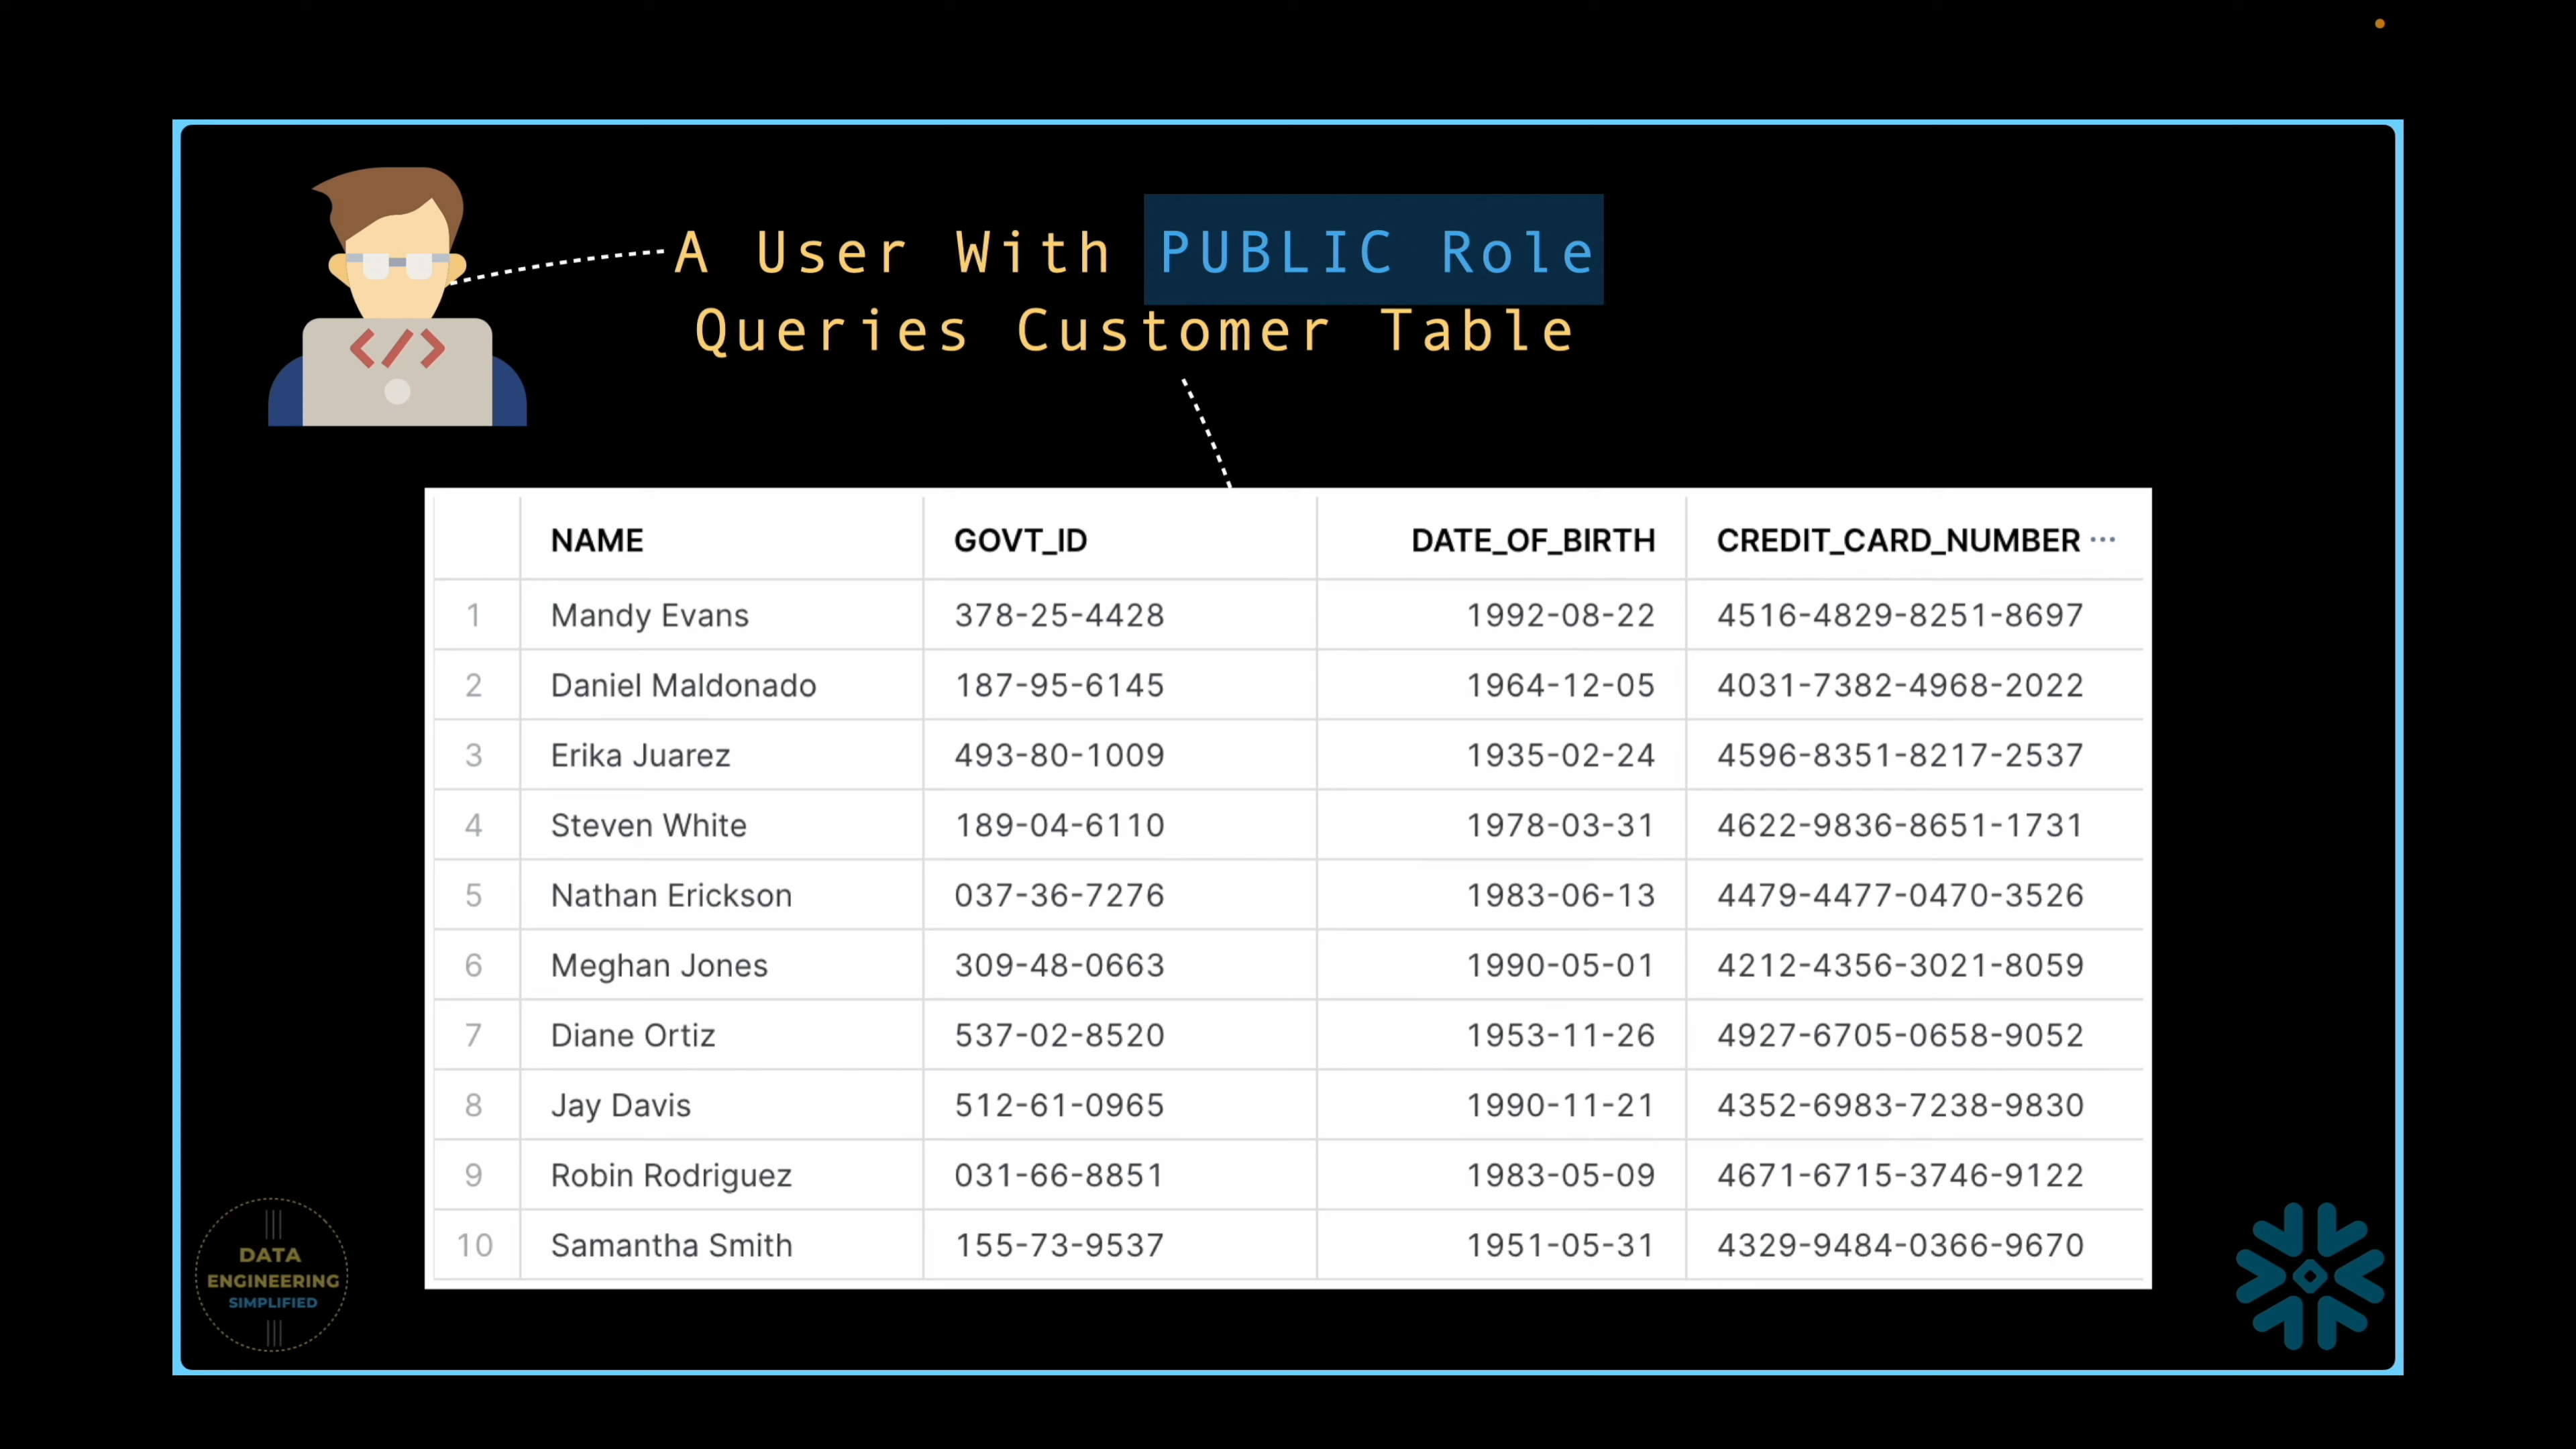 A User With PUBLIC Role
Queries Customer Table
</>
NAME GOVT_ID DATE_OF_BIRTH CREDIT_CARD_NUMBER ...
1 Mandy Evans 378-25-4428 1992-08-22 4516-4829-8251-8697
2 Daniel Maldonado 187-95-6145 1964-12-05 4031-7382-4968-2022
3 Erika Juarez 493-80-1009 1935-02-24 4596-8351-8217-2537
4 Steven White 189-04-6110 1978-03-31 4622-9836-8651-1731
5 Nathan Erickson 037-36-7276 1983-06-13 4479-4477-0470-3526
6 Meghan Jones 309-48-0663 1990-05-01 4212-4356-3021-8059
7 Diane Ortiz 537-02-8520 1953-11-26 4927-6705-0658-9052
8 Jay Davis 512-61-0965 1990-11-21 4352-6983-7238-9830
9 Robin Rodriguez 031-66-8851 1983-05-09 4671-6715-3746-9122
10 Samantha Smith 155-73-9537 1951-05-31 4329-9484-0366-9670
DATA
ENGINEERING
SIMPLIFIED